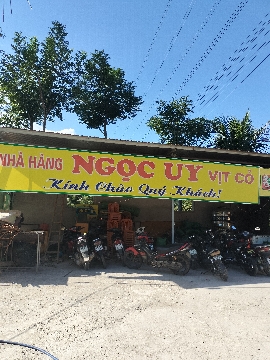 NHÀ HÀNG NGỌC UY VỊT CỎ
Kính Chào Quý Khách!